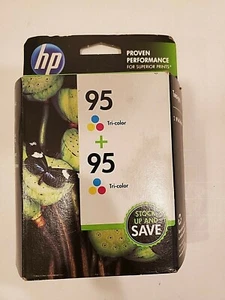 hp
PROVEN
PERFORMANCE
FOR SUPERIOR PRINTS
95
Tri-color
+
95
Tri-color
STOCK
UP AND
SAVE